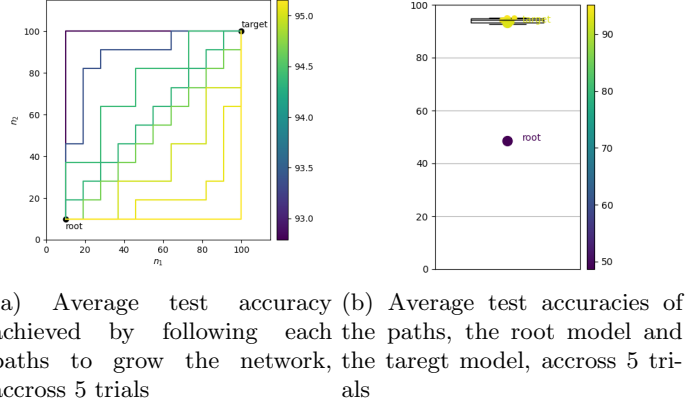 target
100
80
60
40
20
0
n2
root
0 20 40 60 80 100
n1
95.0
94.5
94.0
93.5
93.0
100
80
60
40
20
0
target
root
90
80
70
60
50
a) Average test accuracy
achieved by following each
paths to grow the network,
accross 5 trials
(b) Average test accuracies of
the paths, the root model and
the taregt model, accross 5 tri-
als